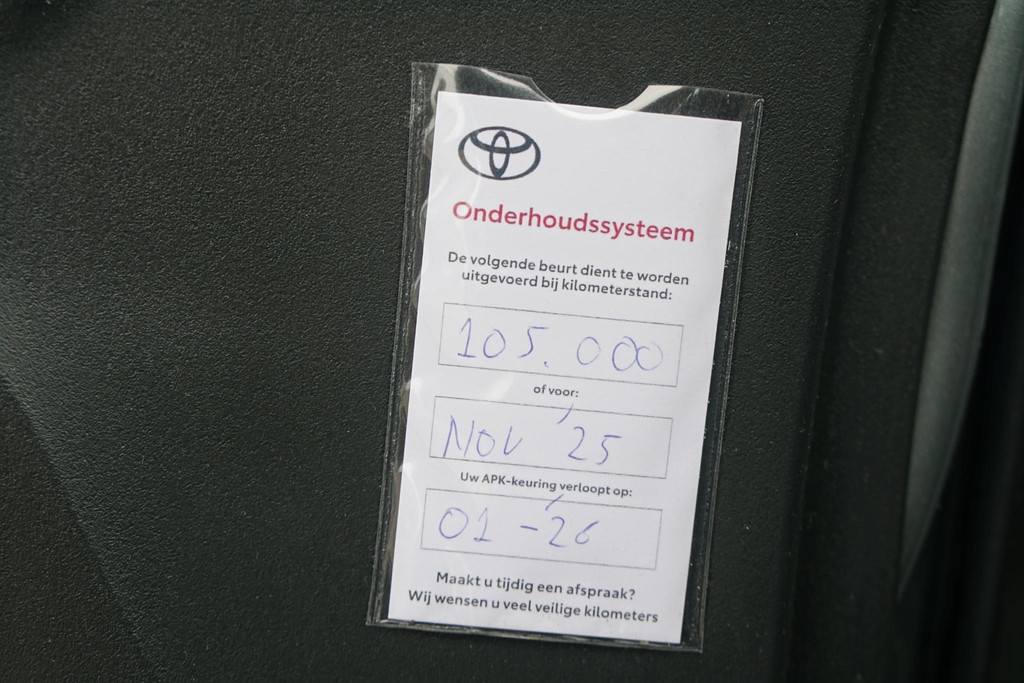 Onderhoudssysteem
De volgende beurt dient te worden
uitgevoerd bij kilometerstand:
105.000
of voor:
NOV '25
Uw APK-keuring verloopt op:
01-'26
Maakt u tijdig een afspraak?
Wij wensen u veel veilige kilometers